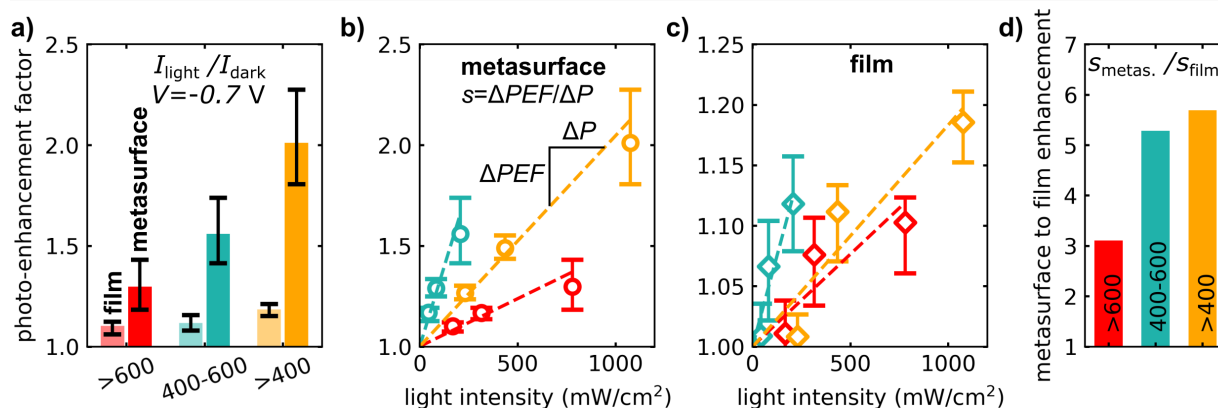 a)
photo-enhancement factor
2.5
2.0
1.5
1.0
I_light / I_dark
V=-0.7 V
film
metasurface
>600
400-600
>400
b)
2.5
2.0
1.5
1.0
metasurface
s=ΔPEF/ΔP
ΔP
ΔPEF
0
500
1000
light intensity (mW/cm²)
c)
1.25
1.20
1.15
1.10
1.05
1.00
film
0
500
1000
light intensity (mW/cm²)
d)
metasurface to film enhancement
7
6
5
4
3
2
1
s_metas. / s_film
>600
400-600
>400